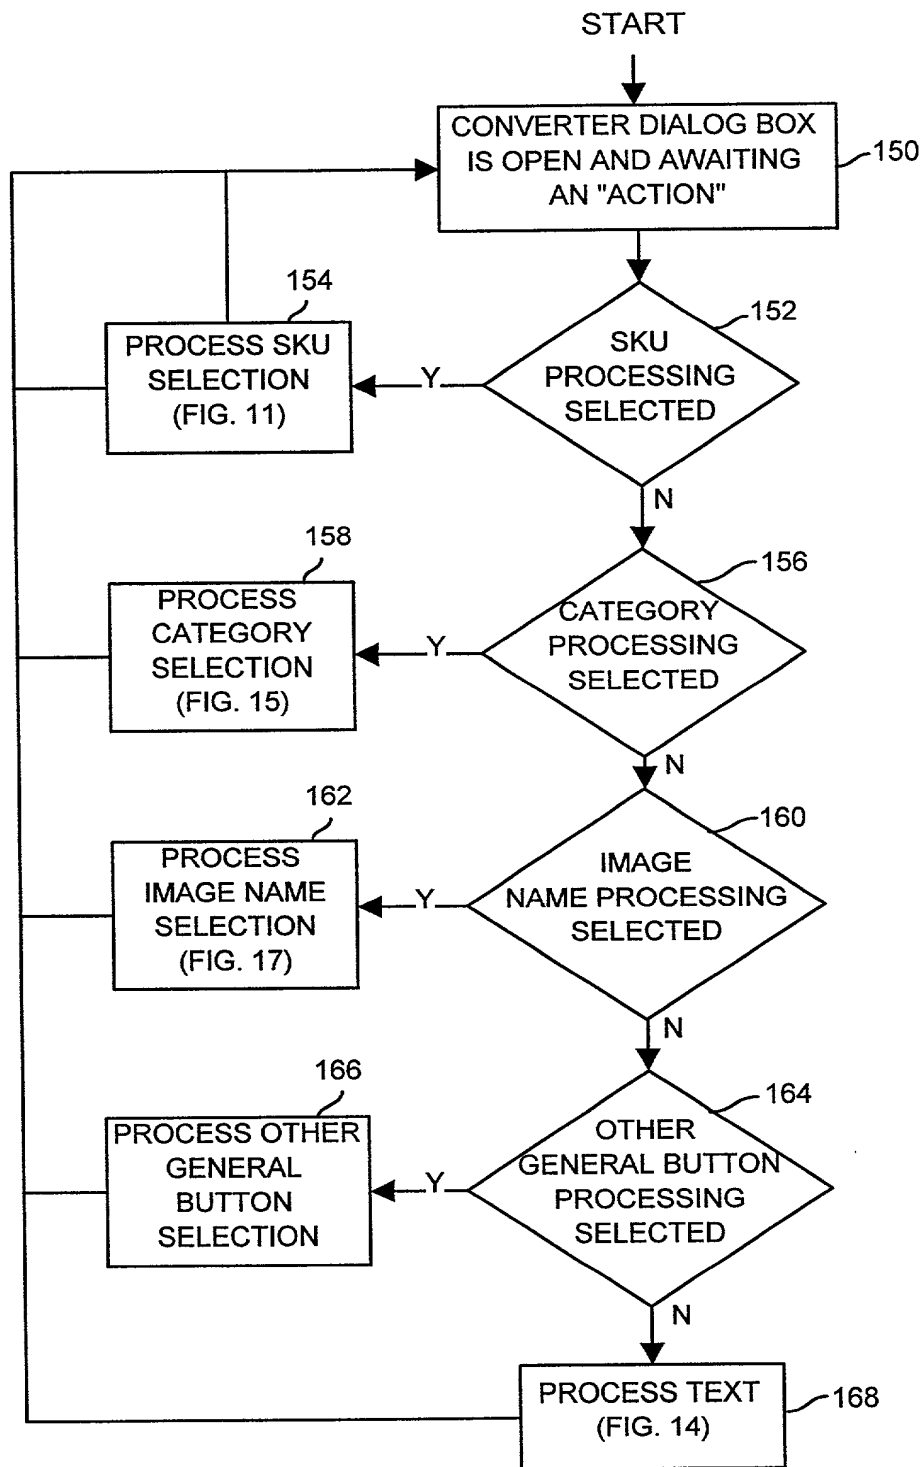 START
CONVERTER DIALOG BOX
IS OPEN AND AWAITING
AN "ACTION"
150
154
PROCESS SKU
SELECTION
(FIG. 11)
Y
152
SKU
PROCESSING
SELECTED
N
158
PROCESS
CATEGORY
SELECTION
(FIG. 15)
Y
156
CATEGORY
PROCESSING
SELECTED
N
162
PROCESS
IMAGE NAME
SELECTION
(FIG. 17)
Y
160
IMAGE
NAME PROCESSING
SELECTED
N
166
PROCESS OTHER
GENERAL
BUTTON
SELECTION
Y
164
OTHER
GENERAL BUTTON
PROCESSING
SELECTED
N
PROCESS TEXT
(FIG. 14)
168